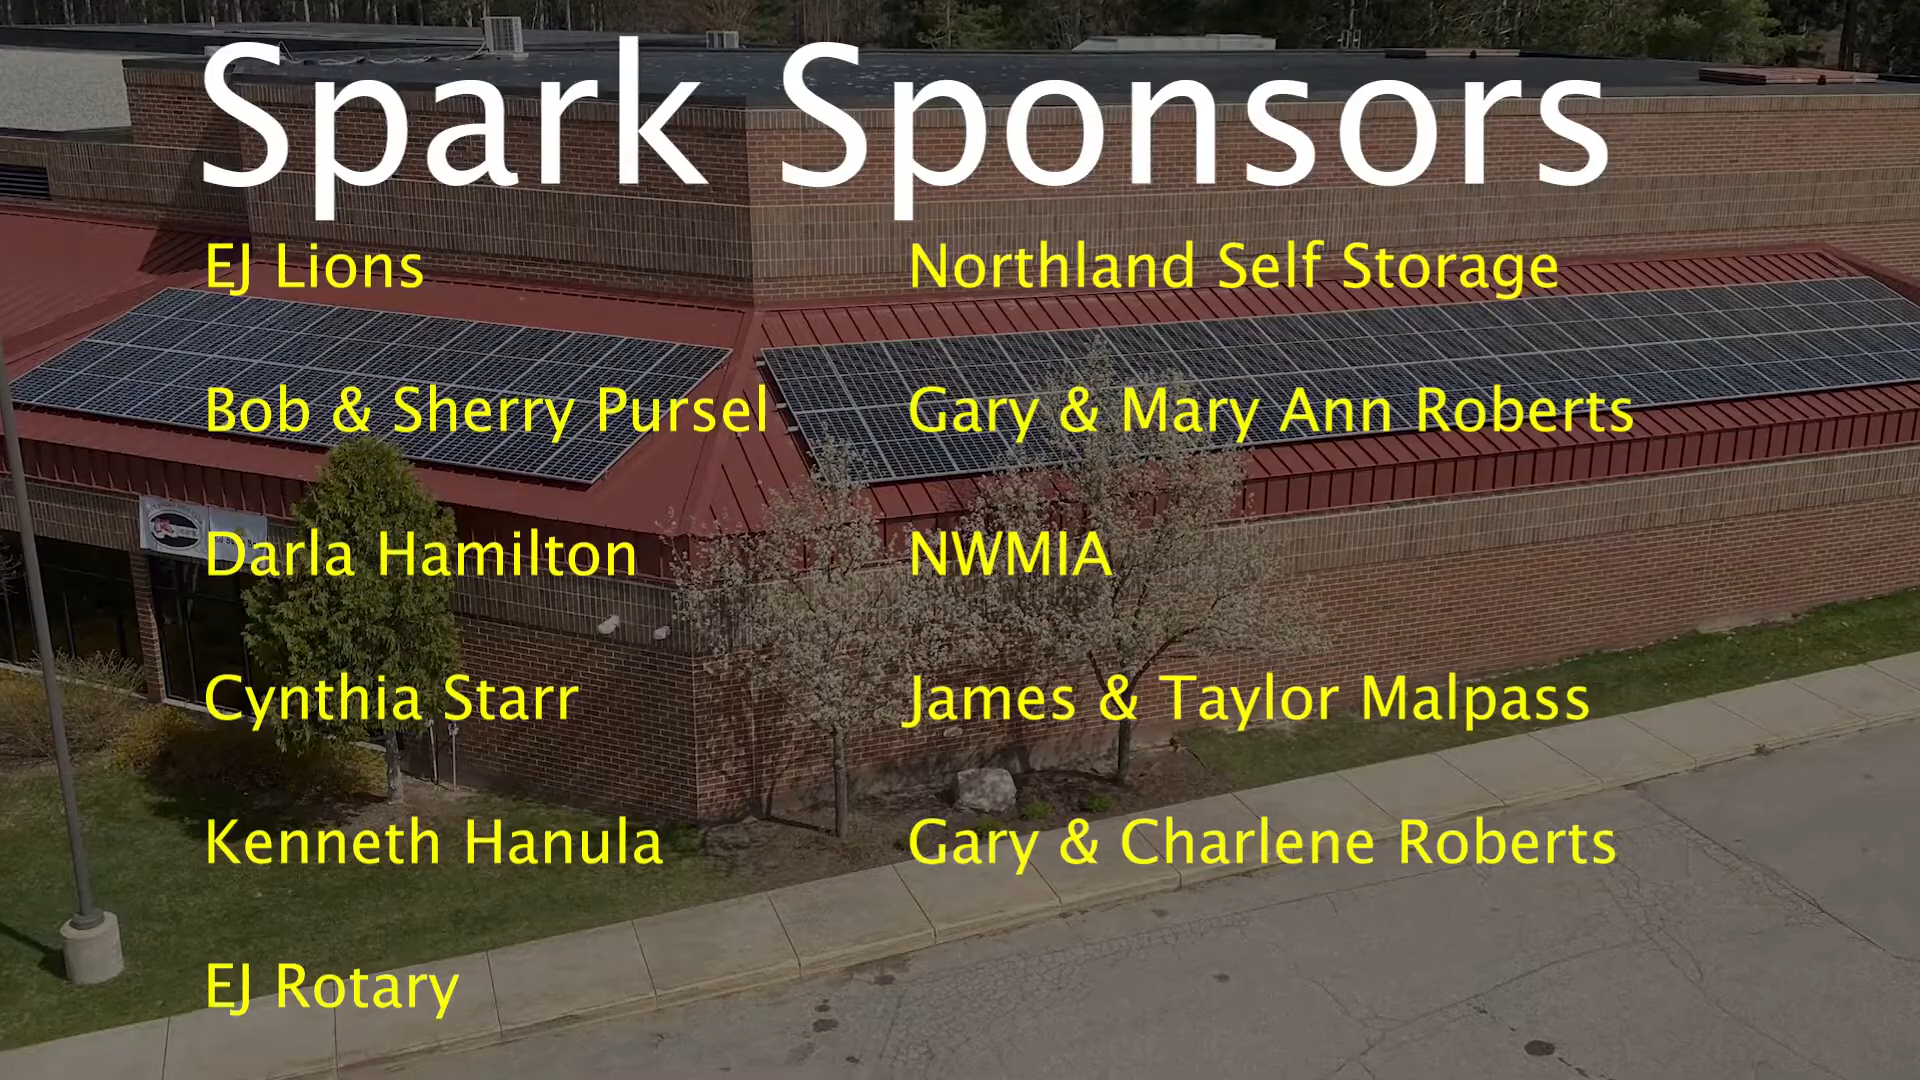 Spark Sponsors
EJ Lions
Bob & Sherry Pursel
Darla Hamilton
Cynthia Starr
Kenneth Hanula
EJ Rotary
Northland Self Storage
Gary & Mary Ann Roberts
NWMIA
James & Taylor Malpass
Gary & Charlene Roberts